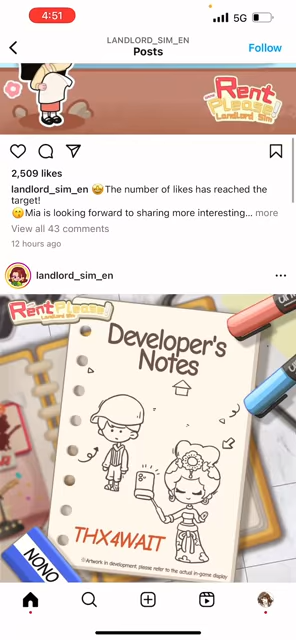 4:51
5G
LANDLORD_SIM_EN
Posts
Follow
Rent
Please!
Landlord Sim
2,509 likes
landlord_sim_en 🤩The number of likes has reached the
target!
😋Mia is looking forward to sharing more interesting... more
View all 43 comments
12 hours ago
landlord_sim_en
Rent Please!
Landlord Sim
Developer's
Notes
THX4WAIT
Artwork in development, please refer to the actual in-game display
NONO